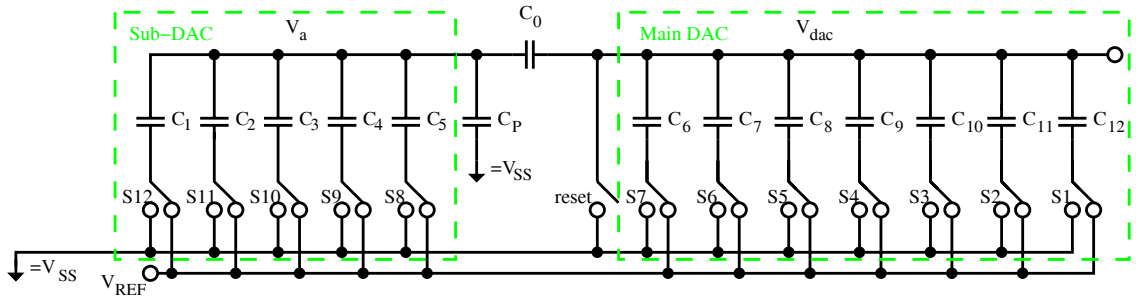 Sub-DAC V_a C_0 Main DAC V_dac
C_1 C_2 C_3 C_4 C_5 C_P C_6 C_7 C_8 C_9 C_10 C_11 C_12
=V_SS
S12 S11 S10 S9 S8 reset S7 S6 S5 S4 S3 S2 S1
=V_SS
V_REF